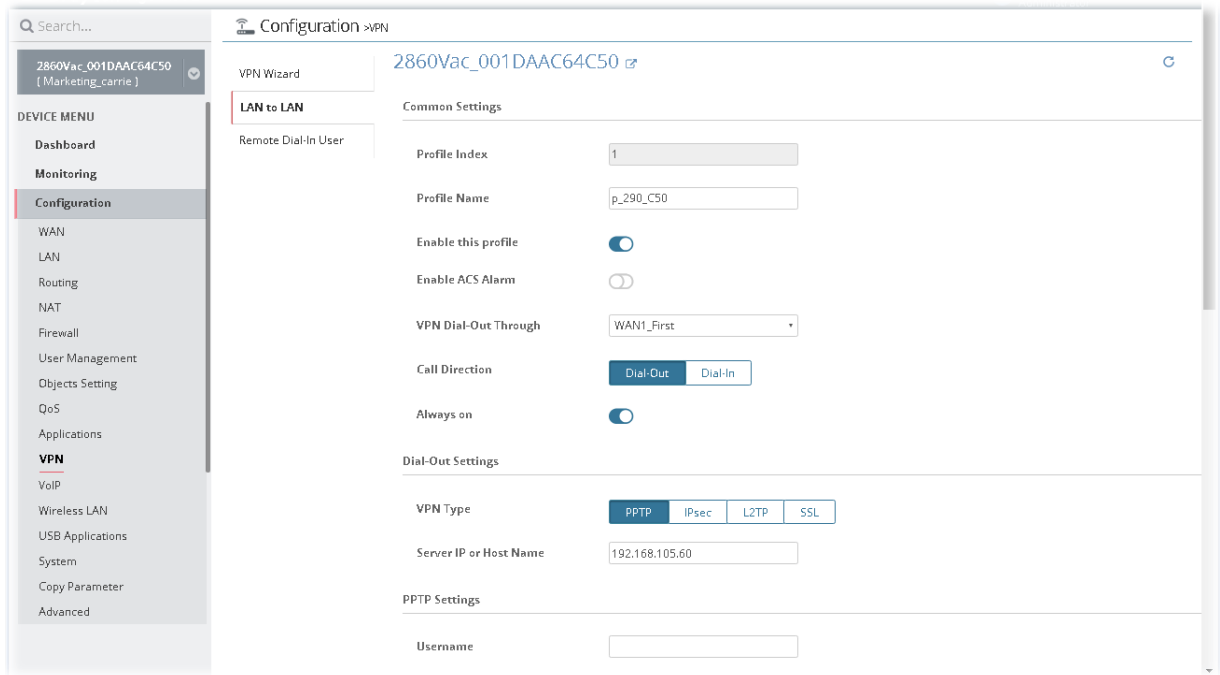 Search...
Configuration >VPN
2860Vac_001DAAC64C50
[ Marketing_carrie ]
DEVICE MENU
Dashboard
Monitoring
Configuration
WAN
LAN
Routing
NAT
Firewall
User Management
Objects Setting
QoS
Applications
VPN
VoIP
Wireless LAN
USB Applications
System
Copy Parameter
Advanced
VPN Wizard
LAN to LAN
Remote Dial-In User
2860Vac_001DAAC64C50
Common Settings
Profile Index 1
Profile Name p_290_C50
Enable this profile
Enable ACS Alarm
VPN Dial-Out Through WAN1_First
Call Direction Dial-Out Dial-In
Always on
Dial-Out Settings
VPN Type PPTP IPsec L2TP SSL
Server IP or Host Name 192.168.105.60
PPTP Settings
Username